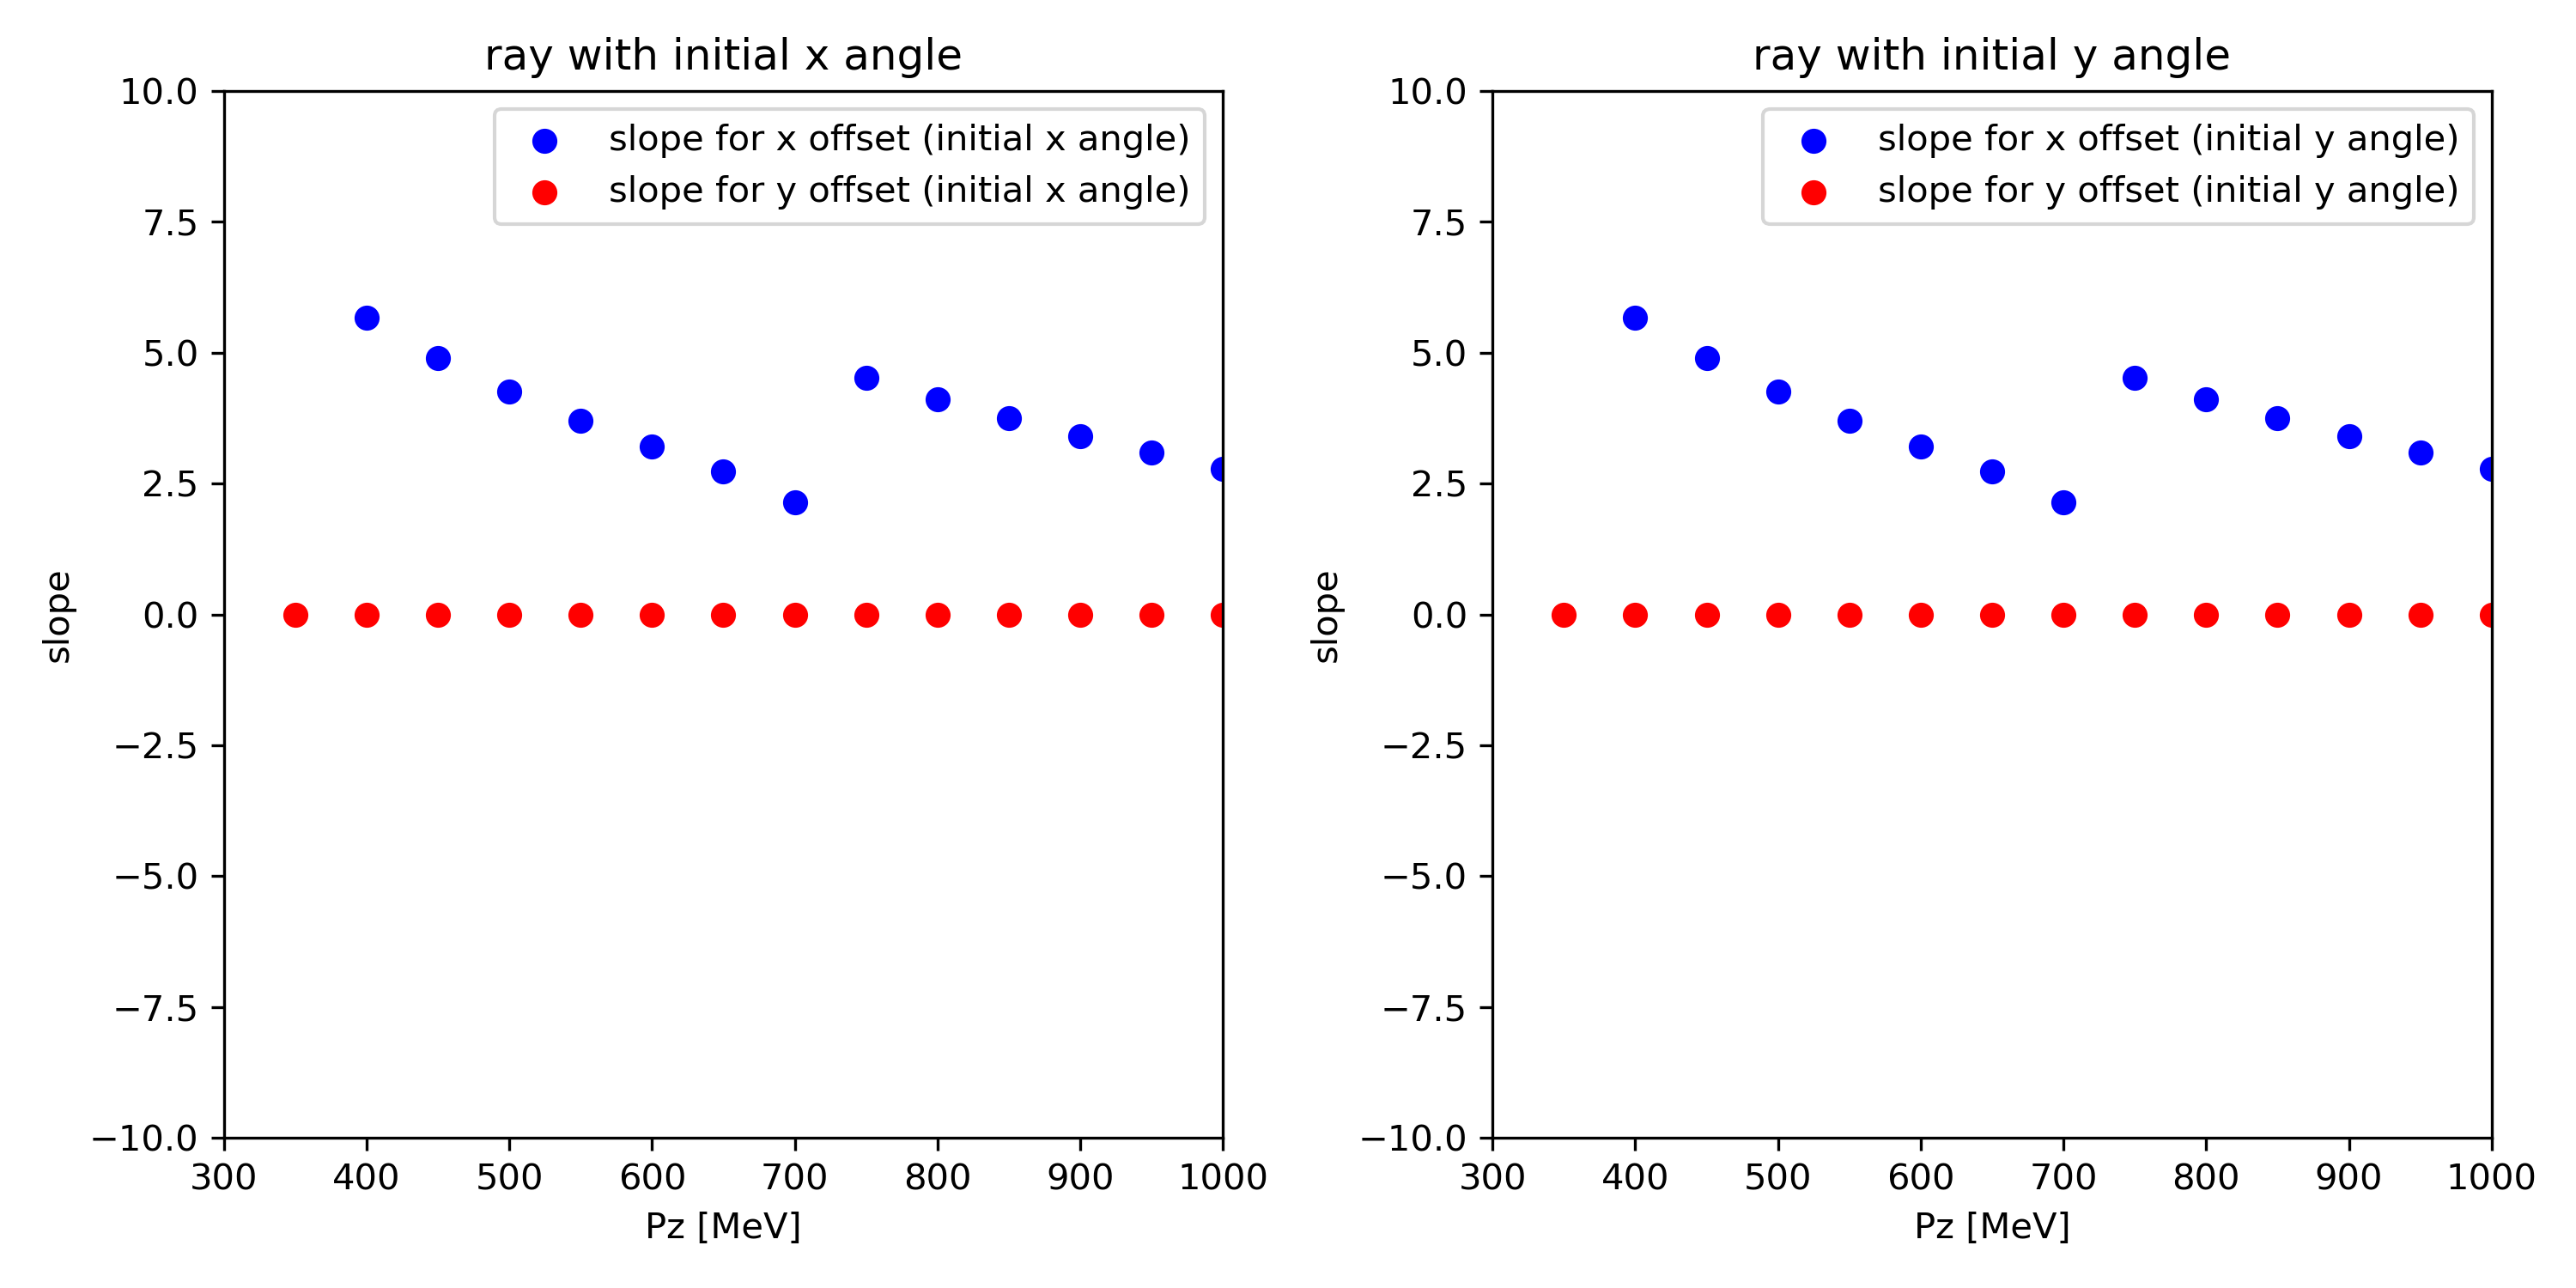 ray with initial x angle
slope for x offset (initial x angle)
slope for y offset (initial x angle)
10.0
7.5
5.0
2.5
0.0
−2.5
−5.0
−7.5
−10.0
slope
300 400 500 600 700 800 900 1000
Pz [MeV]
ray with initial y angle
slope for x offset (initial y angle)
slope for y offset (initial y angle)
10.0
7.5
5.0
2.5
0.0
−2.5
−5.0
−7.5
−10.0
slope
300 400 500 600 700 800 900 1000
Pz [MeV]